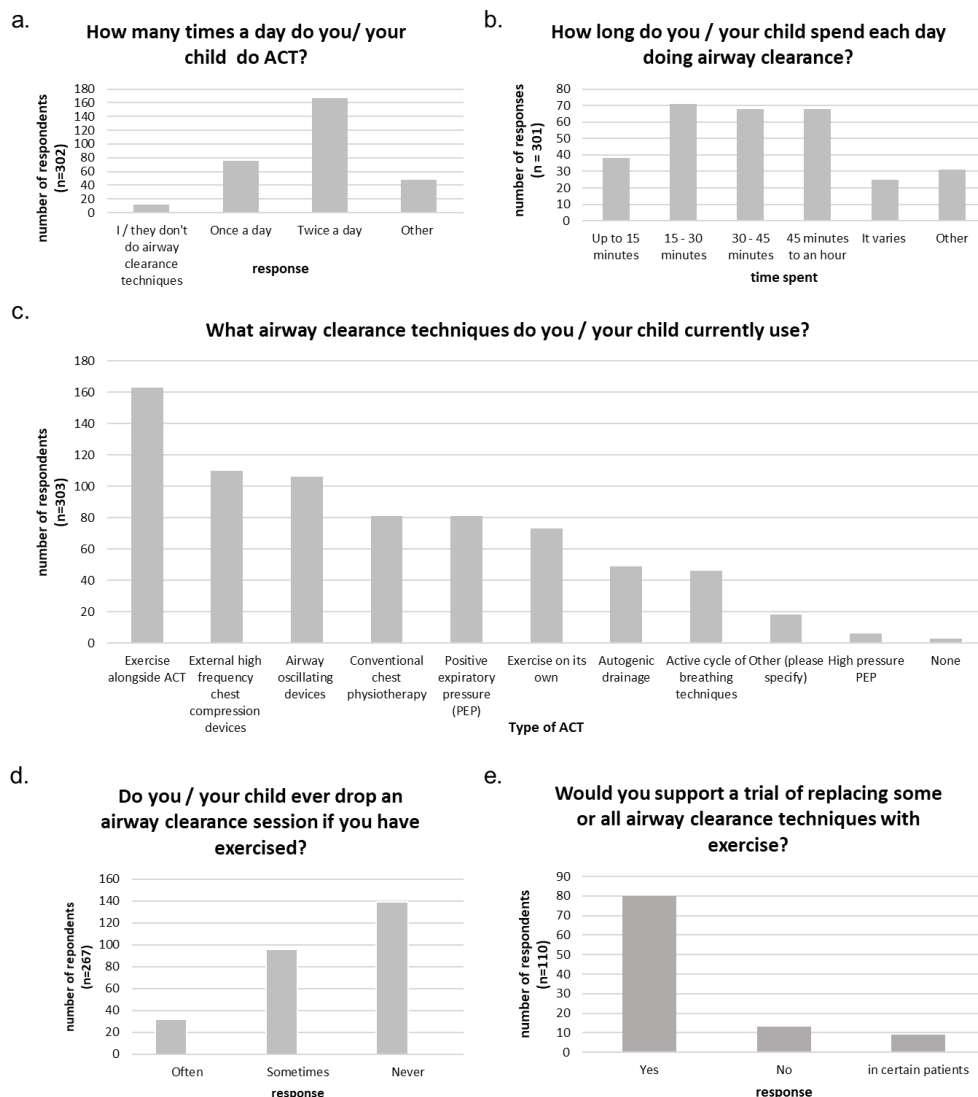 a.
How many times a day do you/ your
child do ACT?
number of respondents
(n=302)
180
160
140
120
100
80
60
40
20
0
I / they don't
do airway
clearance
techniques
Once a day
Twice a day
Other
response
b.
How long do you / your child spend each day
doing airway clearance?
number of responses
(n = 301)
80
70
60
50
40
30
20
10
0
Up to 15
minutes
15 - 30
minutes
30 - 45
minutes
45 minutes
to an hour
It varies
Other
time spent
c.
What airway clearance techniques do you / your child currently use?
number of respondents
(n=303)
180
160
140
120
100
80
60
40
20
0
Exercise
alongside ACT
External high
frequency
chest
compression
devices
Airway
oscillating
devices
Conventional
chest
physiotherapy
Positive
expiratory
pressure (PEP)
Exercise on its
own
Autogenic
drainage
Active cycle of
breathing
techniques
Other (please
specify)
High pressure
PEP
None
Type of ACT
d.
Do you / your child ever drop an
airway clearance session if you have
exercised?
number of repondents
(n=267)
160
140
120
100
80
60
40
20
0
Often
Sometimes
Never
response
e.
Would you support a trial of replacing some
or all airway clearance techniques with
exercise?
number of respondents
(n=110)
90
80
70
60
50
40
30
20
10
0
Yes
No
in certain patients
response